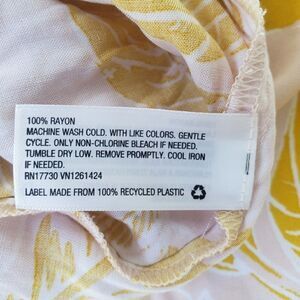 100% RAYON
MACHINE WASH COLD. WITH LIKE COLORS. GENTLE
CYCLE. ONLY NON-CHLORINE BLEACH IF NEEDED.
TUMBLE DRY LOW. REMOVE PROMPTLY. COOL IRON
IF NEEDED.
RN17730 VN1261424
LABEL MADE FROM 100% RECYCLED PLASTIC